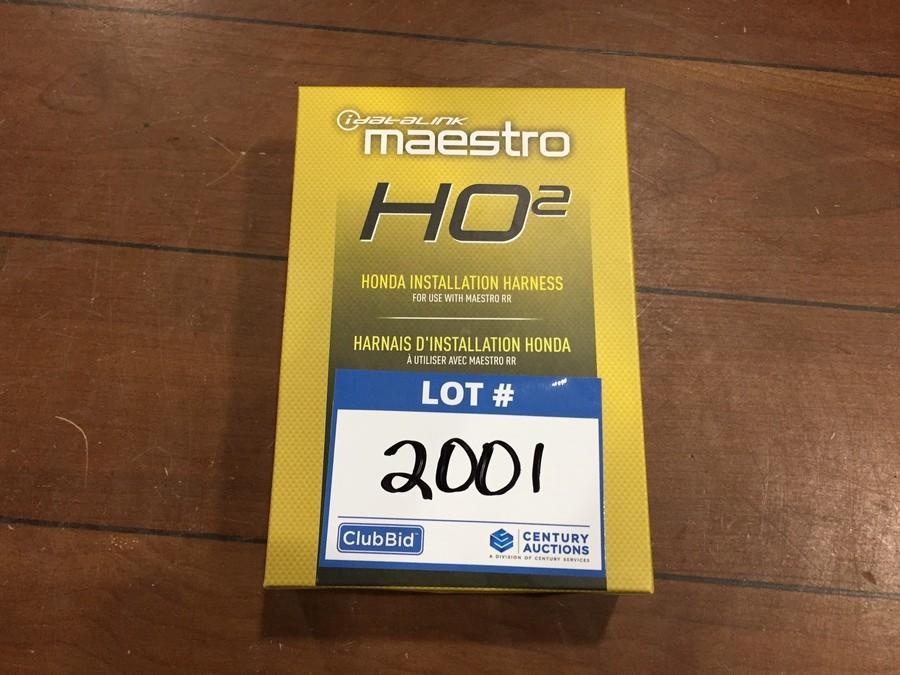 iDATALINK
maestro
HO²
HONDA INSTALLATION HARNESS
FOR USE WITH MAESTRO RR
HARNAIS D'INSTALLATION HONDA
À UTILISER AVEC MAESTRO RR
LOT #
2001
ClubBid™
CENTURY
AUCTIONS
A DIVISION OF CENTURY SERVICES